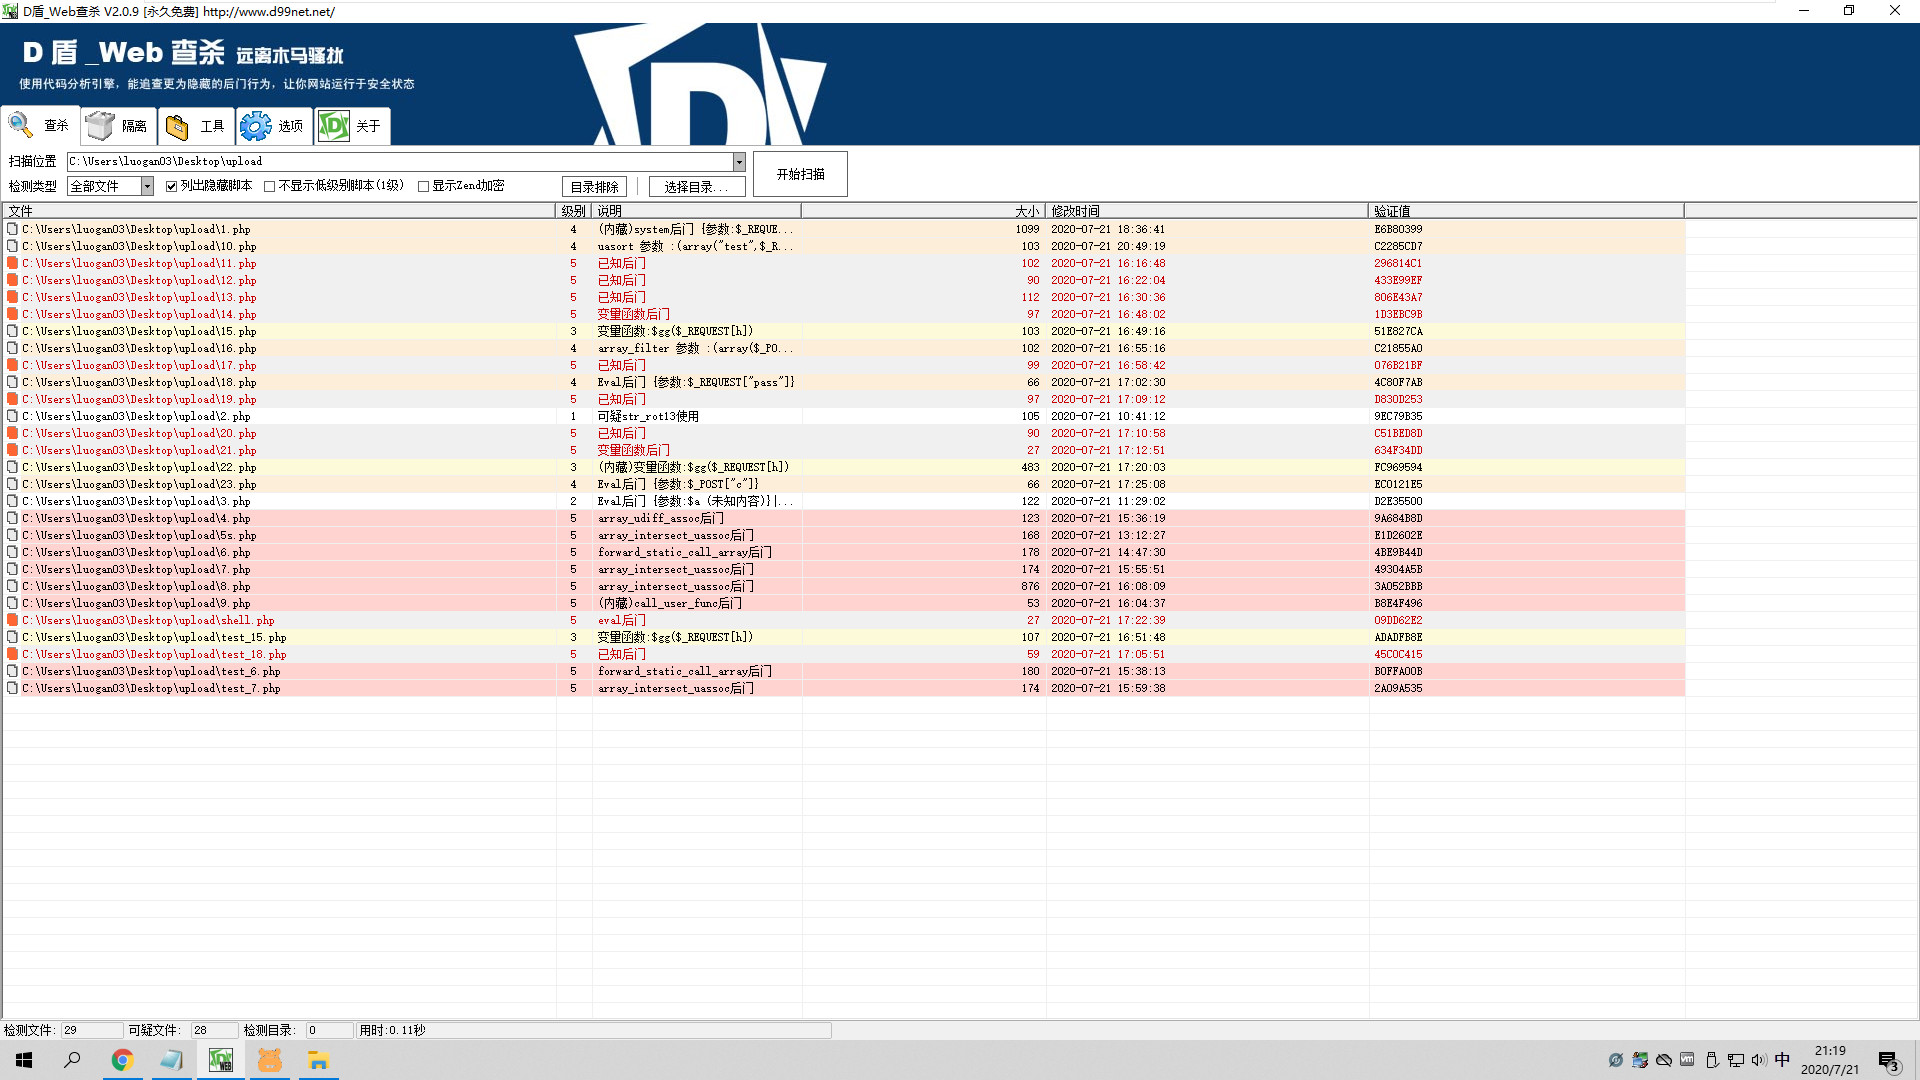 D盾_Web查杀 V2.0.9 [永久免费] http://www.d99net.net/
D 盾 _Web 查杀 远离木马骚扰
使用代码分析引擎，能追查更为隐藏的后门行为，让你网站运行于安全状态
查杀 隔离 工具 选项 关于
扫描位置 C:\Users\luogan03\Desktop\upload 开始扫描
检测类型 全部文件 列出隐藏脚本 不显示低级别脚本(1级) 显示Zend加密 目录排除 选择目录...
文件 级别 说明 大小 修改时间 验证值
C:\Users\luogan03\Desktop\upload\1.php 4 (内藏)system后门 {参数:$_REQUE... 1099 2020-07-21 18:36:41 E6B80399
C:\Users\luogan03\Desktop\upload\10.php 4 uasort 参数 :(array("test",$_R... 103 2020-07-21 20:49:19 C2285CD7
C:\Users\luogan03\Desktop\upload\11.php 5 已知后门 102 2020-07-21 16:16:48 296814C1
C:\Users\luogan03\Desktop\upload\12.php 5 已知后门 90 2020-07-21 16:22:04 433E99EF
C:\Users\luogan03\Desktop\upload\13.php 5 已知后门 112 2020-07-21 16:30:36 806E43A7
C:\Users\luogan03\Desktop\upload\14.php 5 变量函数后门 97 2020-07-21 16:48:02 1D3EBC9B
C:\Users\luogan03\Desktop\upload\15.php 3 变量函数:$gg($_REQUEST[h]) 103 2020-07-21 16:49:16 51E827CA
C:\Users\luogan03\Desktop\upload\16.php 4 array_filter 参数 :(array($_PO... 102 2020-07-21 16:55:16 C21855A0
C:\Users\luogan03\Desktop\upload\17.php 5 已知后门 99 2020-07-21 16:58:42 076B21BF
C:\Users\luogan03\Desktop\upload\18.php 4 Eval后门 {参数:$_REQUEST["pass"]} 66 2020-07-21 17:02:30 4C80F7AB
C:\Users\luogan03\Desktop\upload\19.php 5 已知后门 97 2020-07-21 17:09:12 D830D253
C:\Users\luogan03\Desktop\upload\2.php 1 可疑str_rot13使用 105 2020-07-21 10:41:12 9EC79B35
C:\Users\luogan03\Desktop\upload\20.php 5 已知后门 90 2020-07-21 17:10:58 C51BED8D
C:\Users\luogan03\Desktop\upload\21.php 5 变量函数后门 27 2020-07-21 17:12:51 634F34DD
C:\Users\luogan03\Desktop\upload\22.php 3 (内藏)变量函数:$gg($_REQUEST[h]) 483 2020-07-21 17:20:03 FC969594
C:\Users\luogan03\Desktop\upload\23.php 4 Eval后门 {参数:$_POST["c"]} 66 2020-07-21 17:25:08 EC0121E5
C:\Users\luogan03\Desktop\upload\3.php 2 Eval后门 {参数:$a (未知内容)}|... 122 2020-07-21 11:29:02 D2E35500
C:\Users\luogan03\Desktop\upload\4.php 5 array_udiff_assoc后门 123 2020-07-21 15:36:19 9A684B8D
C:\Users\luogan03\Desktop\upload\5s.php 5 array_intersect_uassoc后门 168 2020-07-21 13:12:27 E1D2602E
C:\Users\luogan03\Desktop\upload\6.php 5 forward_static_call_array后门 178 2020-07-21 14:47:30 4BE9B44D
C:\Users\luogan03\Desktop\upload\7.php 5 array_intersect_uassoc后门 174 2020-07-21 15:55:51 49304A5B
C:\Users\luogan03\Desktop\upload\8.php 5 array_intersect_uassoc后门 876 2020-07-21 16:08:09 3A052BBB
C:\Users\luogan03\Desktop\upload\9.php 5 (内藏)call_user_func后门 53 2020-07-21 16:04:37 B8E4F496
C:\Users\luogan03\Desktop\upload\shell.php 5 eval后门 27 2020-07-21 17:22:39 09DD62E2
C:\Users\luogan03\Desktop\upload\test_15.php 3 变量函数:$gg($_REQUEST[h]) 107 2020-07-21 16:51:48 ADADFB8E
C:\Users\luogan03\Desktop\upload\test_18.php 5 已知后门 59 2020-07-21 17:05:51 45C0C415
C:\Users\luogan03\Desktop\upload\test_6.php 5 forward_static_call_array后门 180 2020-07-21 15:38:13 B0FFA00B
C:\Users\luogan03\Desktop\upload\test_7.php 5 array_intersect_uassoc后门 174 2020-07-21 15:59:38 2A09A535
检测文件: 29 可疑文件: 28 检测目录: 0 用时:0.11秒
中 21:19
2020/7/21 3